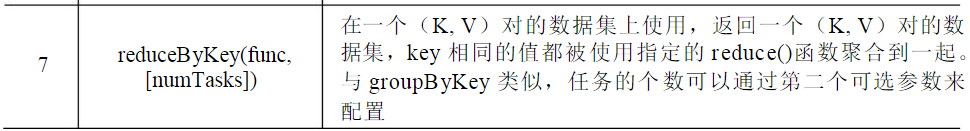 7
reduceByKey(func,
[numTasks])
在一个（K, V）对的数据集上使用，返回一个（K, V）对的数
据集，key 相同的值都被使用指定的 reduce()函数聚合到一起。
与 groupByKey 类似，任务的个数可以通过第二个可选参数来
配置